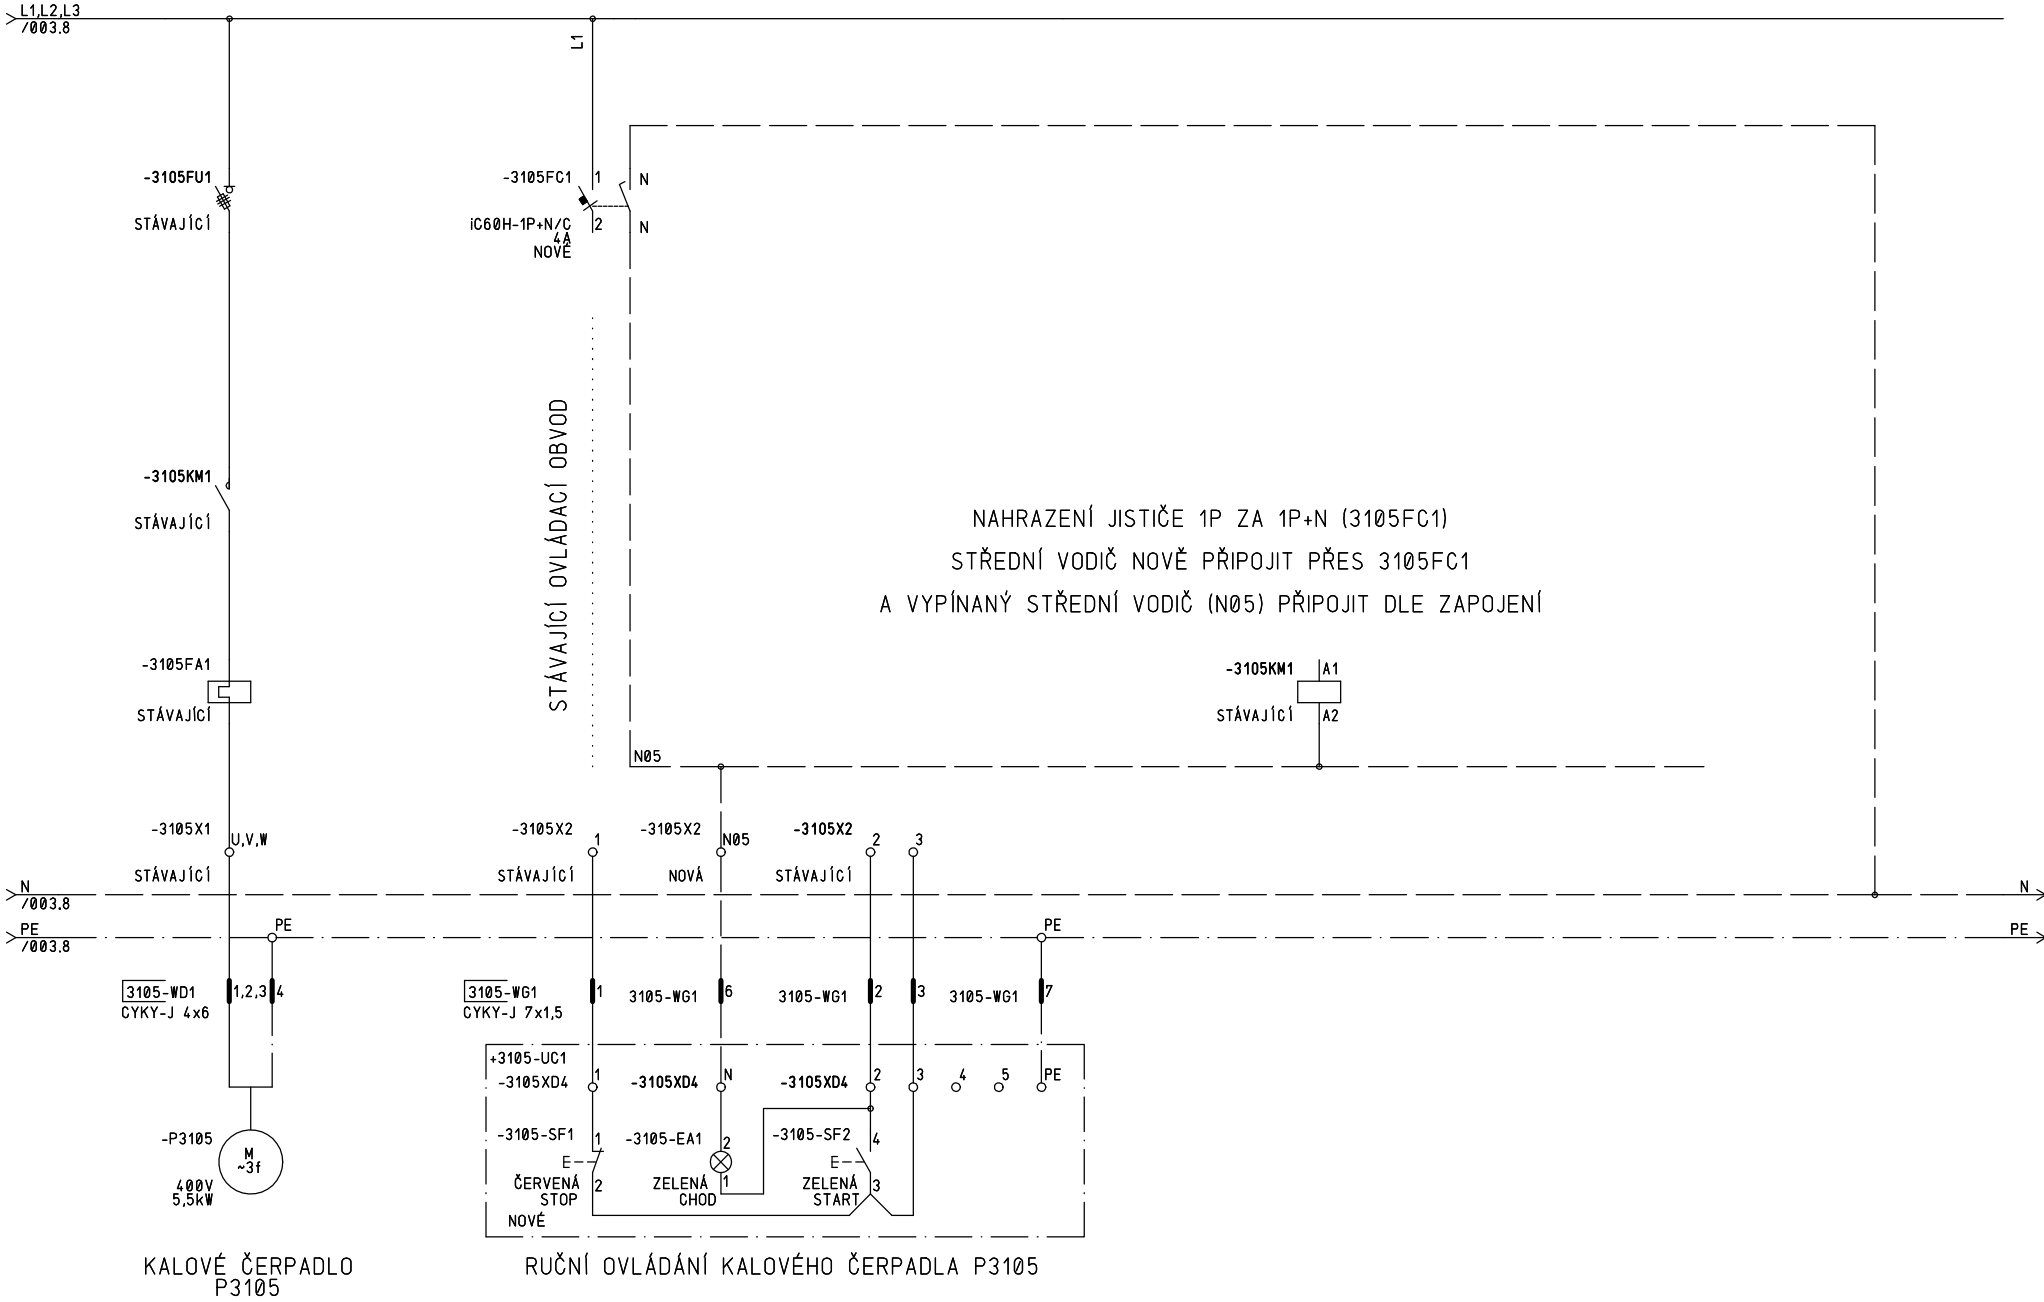 L1,L2,L3
/003.8
L1
-3105FU1
STÁVAJÍCÍ
-3105FC1
1
N
iC60H-1P+N/C
2
N
4A
NOVÉ
STÁVAJÍCÍ OVLÁDACÍ OBVOD
-3105KM1
STÁVAJÍCÍ
NAHRAZENÍ JISTIČE 1P ZA 1P+N (3105FC1)
STŘEDNÍ VODIČ NOVĚ PŘIPOJIT PŘES 3105FC1
A VYPÍNANÝ STŘEDNÍ VODIČ (N05) PŘIPOJIT DLE ZAPOJENÍ
-3105FA1
STÁVAJÍCÍ
-3105KM1
A1
STÁVAJÍCÍ
A2
N05
-3105X1
U,V,W
STÁVAJÍCÍ
-3105X2
1
STÁVAJÍCÍ
-3105X2
N05
NOVÁ
-3105X2
2
3
STÁVAJÍCÍ
N
/003.8
N
PE
/003.8
PE
PE
PE
3105-WD1
1,2,3
4
CYKY-J 4x6
3105-WG1
1
CYKY-J 7x1,5
3105-WG1
6
3105-WG1
2
3
3105-WG1
7
+3105-UC1
-3105XD4
1
-3105XD4
N
-3105XD4
2
3
4
5
PE
-P3105
M
~3f
400V
5,5kW
-3105-SF1
1
ČERVENÁ
2
STOP
-3105-EA1
2
ZELENÁ
1
CHOD
-3105-SF2
4
ZELENÁ
3
START
NOVÉ
KALOVÉ ČERPADLO
P3105
RUČNÍ OVLÁDÁNÍ KALOVÉHO ČERPADLA P3105